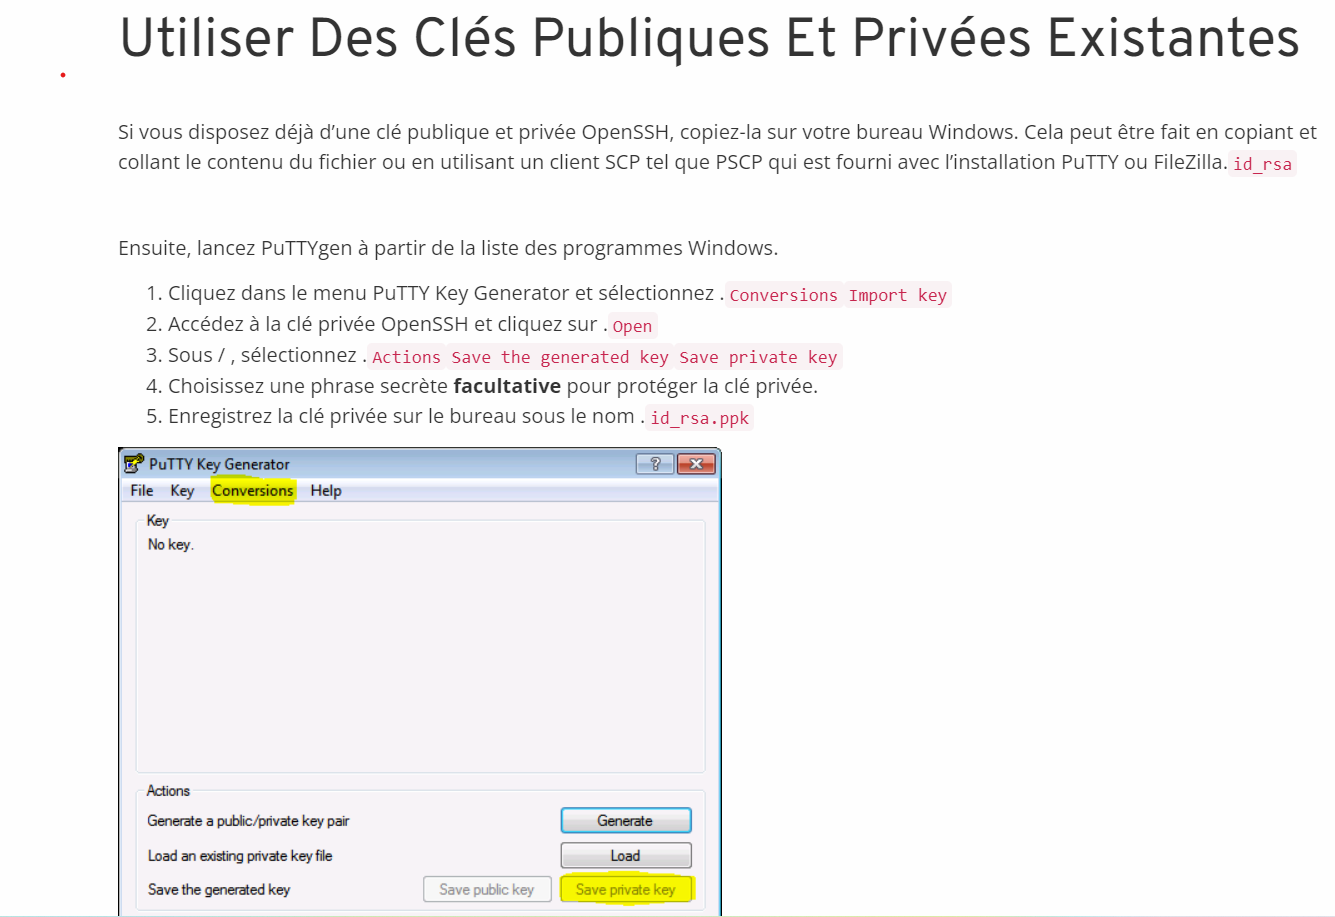 Utiliser Des Clés Publiques Et Privées Existantes
Si vous disposez déjà d’une clé publique et privée OpenSSH, copiez-la sur votre bureau Windows. Cela peut être fait en copiant et
collant le contenu du fichier ou en utilisant un client SCP tel que PSCP qui est fourni avec l’installation PuTTY ou FileZilla. id_rsa
Ensuite, lancez PuTTYgen à partir de la liste des programmes Windows.
1. Cliquez dans le menu PuTTY Key Generator et sélectionnez . Conversions Import key
2. Accédez à la clé privée OpenSSH et cliquez sur . Open
3. Sous / , sélectionnez . Actions Save the generated key Save private key
4. Choisissez une phrase secrète facultative pour protéger la clé privée.
5. Enregistrez la clé privée sur le bureau sous le nom . id_rsa.ppk
PuTTY Key Generator
File Key Conversions Help
Key
No key.
Actions
Generate a public/private key pair Generate
Load an existing private key file Load
Save the generated key Save public key Save private key